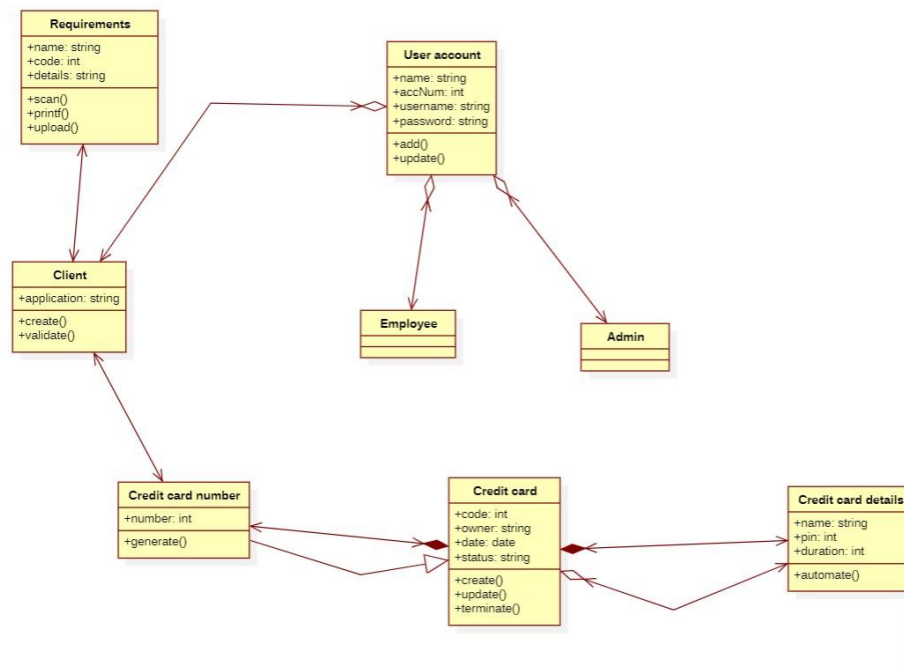 Requirements
+name: string
+code: int
+details: string
+scan()
+printf()
+upload()
User account
+name: string
+accNum: int
+username: string
+password: string
+add()
+update()
Client
+application: string
+create()
+validate()
Employee
Admin
Credit card number
+number: int
+generate()
Credit card
+code: int
+owner: string
+date: date
+status: string
+create()
+update()
+terminate()
Credit card details
+name: string
+pin: int
+duration: int
+automate()